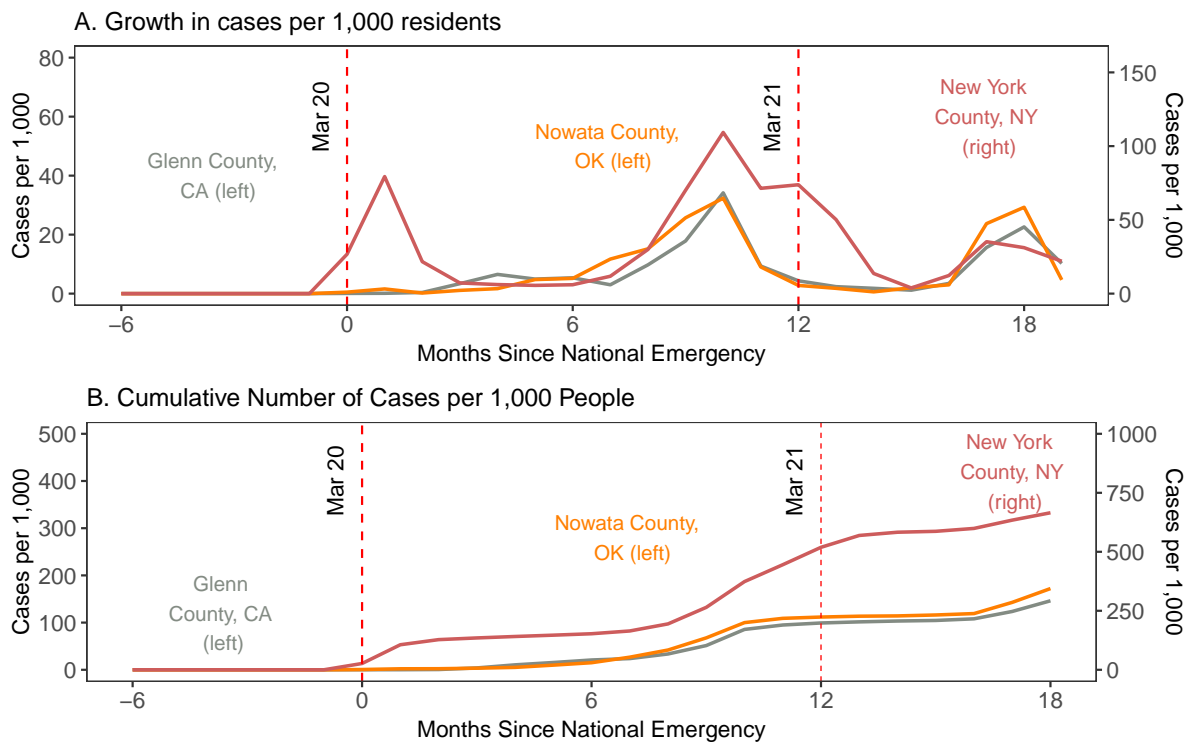 A. Growth in cases per 1,000 residents
80
60
40
20
0
150
100
50
0
Cases per 1,000
Cases per 1,000
Mar 20
Mar 21
Glenn County,
CA (left)
Nowata County,
OK (left)
New York
County, NY
(right)
−6
0
6
12
18
Months Since National Emergency
B. Cumulative Number of Cases per 1,000 People
500
400
300
200
100
0
1000
750
500
250
0
Cases per 1,000
Cases per 1,000
Mar 20
Mar 21
Glenn
County, CA
(left)
Nowata County,
OK (left)
New York
County, NY
(right)
−6
0
6
12
18
Months Since National Emergency